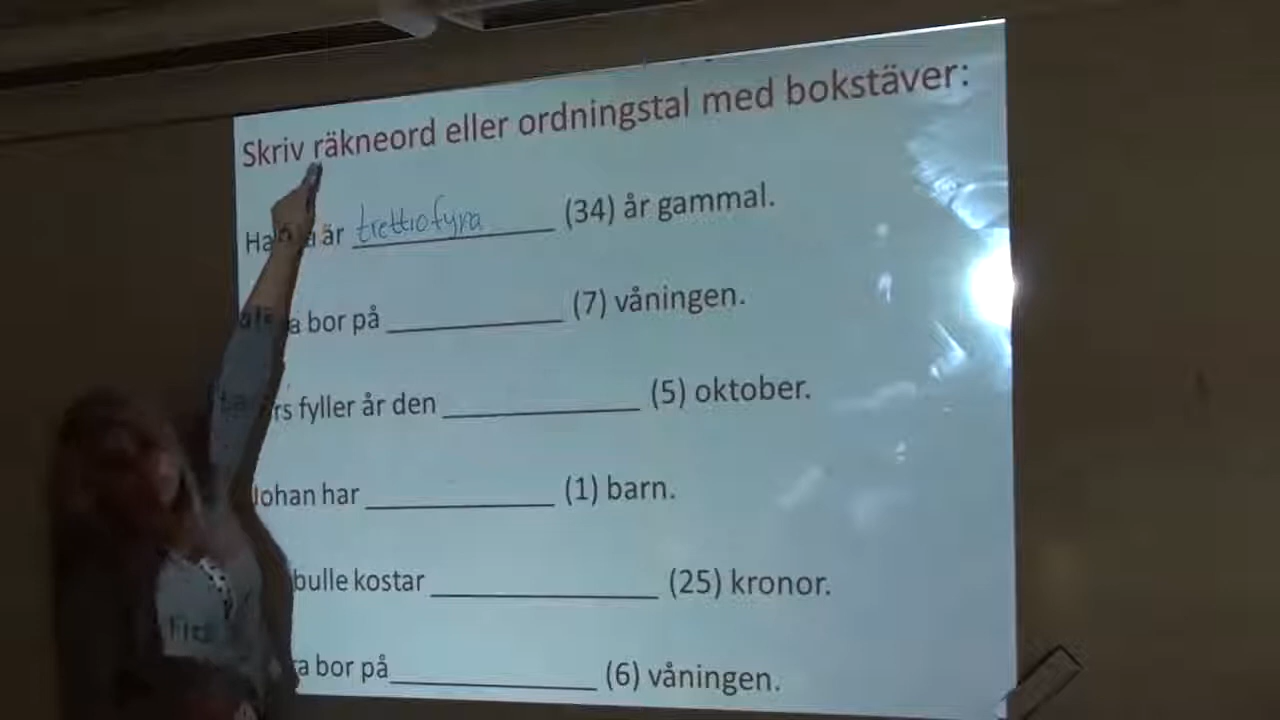 Skriv räkneord eller ordningstal med bokstäver:
är trettiofyra (34) år gammal.
bor på (7) våningen.
fyller år den (5) oktober.
Johan har (1) barn.
bulle kostar (25) kronor.
bor på (6) våningen.